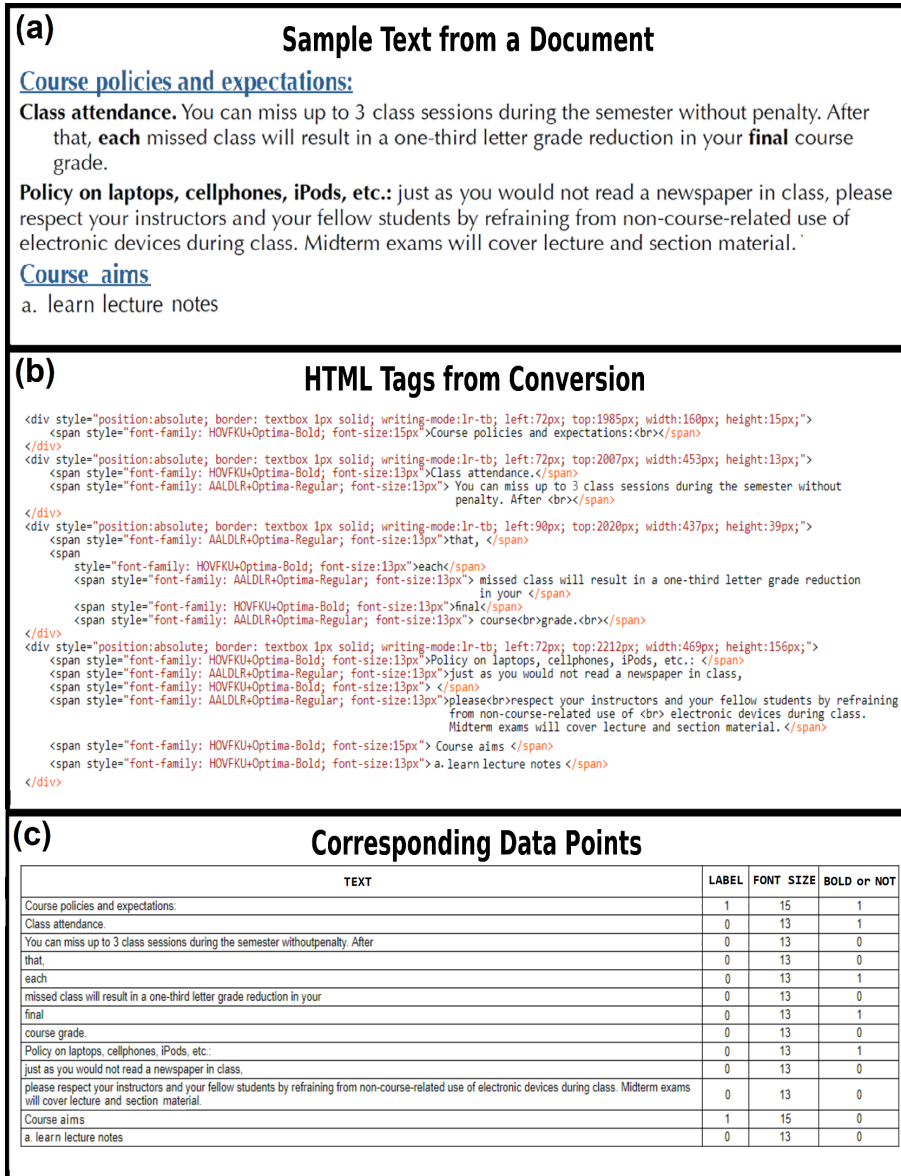 (a)
Sample Text from a Document
Course policies and expectations:
Class attendance. You can miss up to 3 class sessions during the semester without penalty. After
that, each missed class will result in a one-third letter grade reduction in your final course
grade.
Policy on laptops, cellphones, iPods, etc.: just as you would not read a newspaper in class, please
respect your instructors and your fellow students by refraining from non-course-related use of
electronic devices during class. Midterm exams will cover lecture and section material.
Course aims
a. learn lecture notes
(b)
HTML Tags from Conversion
<div style="position:absolute; border: textbox 1px solid; writing-mode:lr-tb; left:72px; top:1985px; width:160px; height:15px;">
<span style="font-family: HOVFKU+Optima-Bold; font-size:15px">Course policies and expectations:<br></span>
</div>
<div style="position:absolute; border: textbox 1px solid; writing-mode:lr-tb; left:72px; top:2007px; width:453px; height:13px;">
<span style="font-family: HOVFKU+Optima-Bold; font-size:13px">Class attendance.</span>
<span style="font-family: AALDLR+Optima-Regular; font-size:13px"> You can miss up to 3 class sessions during the semester without
penalty. After <br></span>
</div>
<div style="position:absolute; border: textbox 1px solid; writing-mode:lr-tb; left:90px; top:2020px; width:437px; height:39px;">
<span style="font-family: AALDLR+Optima-Regular; font-size:13px">that, </span>
<span
style="font-family: HOVFKU+Optima-Bold; font-size:13px">each</span>
<span style="font-family: AALDLR+Optima-Regular; font-size:13px"> missed class will result in a one-third letter grade reduction
in your </span>
<span style="font-family: HOVFKU+Optima-Bold; font-size:13px">final</span>
<span style="font-family: AALDLR+Optima-Regular; font-size:13px"> course<br>grade.<br></span>
</div>
<div style="position:absolute; border: textbox 1px solid; writing-mode:lr-tb; left:72px; top:2212px; width:469px; height:156px;">
<span style="font-family: HOVFKU+Optima-Bold; font-size:13px">Policy on laptops, cellphones, iPods, etc.: </span>
<span style="font-family: AALDLR+Optima-Regular; font-size:13px">just as you would not read a newspaper in class,
<span style="font-family: HOVFKU+Optima-Bold; font-size:13px"> </span>
<span style="font-family: AALDLR+Optima-Regular; font-size:13px">please<br>respect your instructors and your fellow students by refraining
from non-course-related use of <br> electronic devices during class.
Midterm exams will cover lecture and section material. </span>
<span style="font-family: HOVFKU+Optima-Bold; font-size:15px"> Course aims </span>
<span style="font-family: HOVFKU+Optima-Bold; font-size:13px"> a. learn lecture notes </span>
</div>
(c)
Corresponding Data Points
TEXT LABEL FONT SIZE BOLD or NOT
Course policies and expectations: 1 15 1
Class attendance. 0 13 1
You can miss up to 3 class sessions during the semester withoutpenalty. After 0 13 0
that, 0 13 0
each 0 13 1
missed class will result in a one-third letter grade reduction in your 0 13 0
final 0 13 1
course grade. 0 13 0
Policy on laptops, cellphones, iPods, etc.: 0 13 1
just as you would not read a newspaper in class, 0 13 0
please respect your instructors and your fellow students by refraining from non-course-related use of electronic devices during class. Midterm exams
will cover lecture and section material. 0 13 0
Course aims 1 15 0
a. learn lecture notes 0 13 0